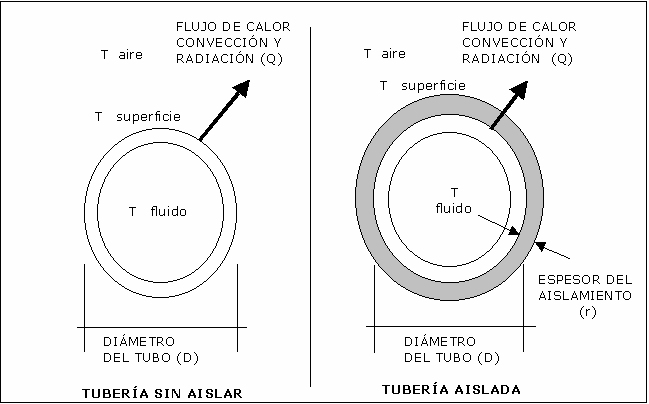 FLUJO DE CALOR
CONVECCIÓN Y
RADIACIÓN (Q)
T aire
T superficie
T fluido
DIÁMETRO
DEL TUBO (D)
TUBERÍA SIN AISLAR
FLUJO DE CALOR
CONVECCIÓN Y
RADIACIÓN (Q)
T aire
T superficie
T
fluido
ESPESOR DEL
AISLAMIENTO
(r)
DIÁMETRO
DEL TUBO (D)
TUBERÍA AISLADA